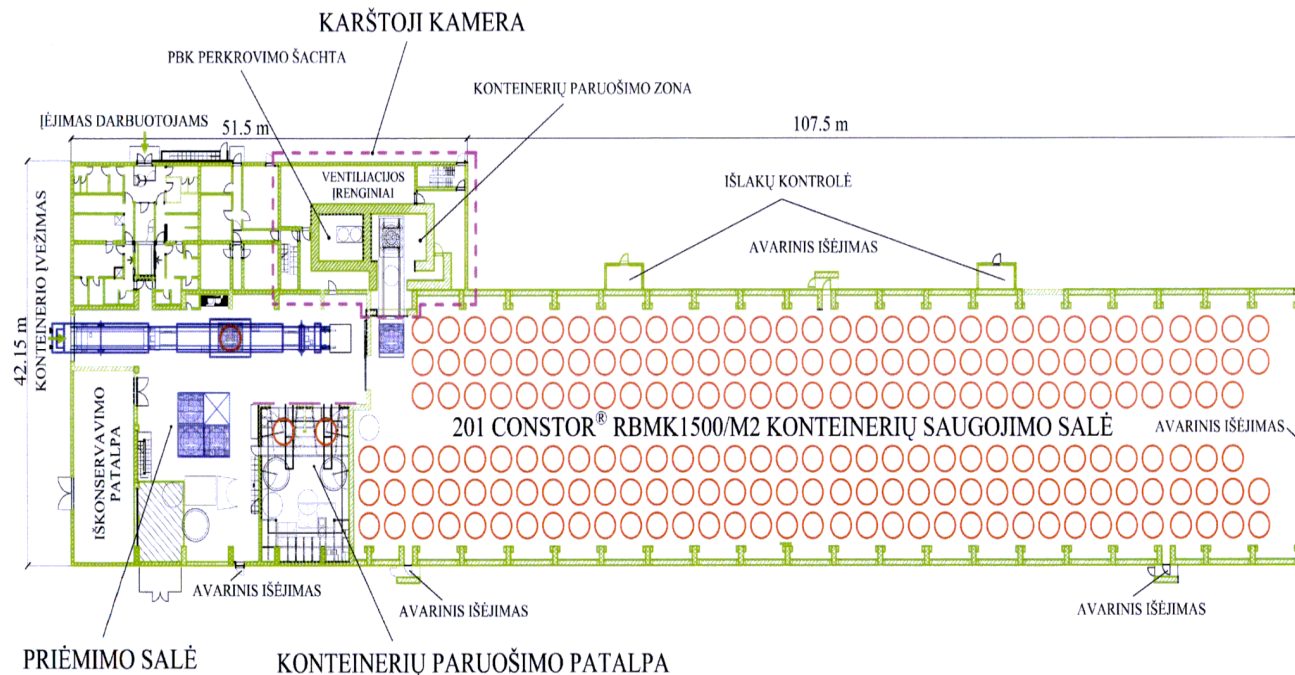 KARŠTOJI KAMERA
PBK PERKROVIMO ŠACHTA
KONTEINERIŲ PARUOŠIMO ZONA
ĮĖJIMAS DARBUOTOJAMS
51.5 m
107.5 m
VENTILIACIJOS
ĮRENGINIAI
IŠLAKŲ KONTROLĖ
AVARINIS IŠĖJIMAS
42.15 m
KONTEINERIO ĮVEŽIMAS
201 CONSTOR® RBMK1500/M2 KONTEINERIŲ SAUGOJIMO SALĖ
AVARINIS IŠĖJIMAS
IŠKONSERVAVIMO
PATALPA
AVARINIS IŠĖJIMAS
AVARINIS IŠĖJIMAS
AVARINIS IŠĖJIMAS
PRIĖMIMO SALĖ
KONTEINERIŲ PARUOŠIMO PATALPA